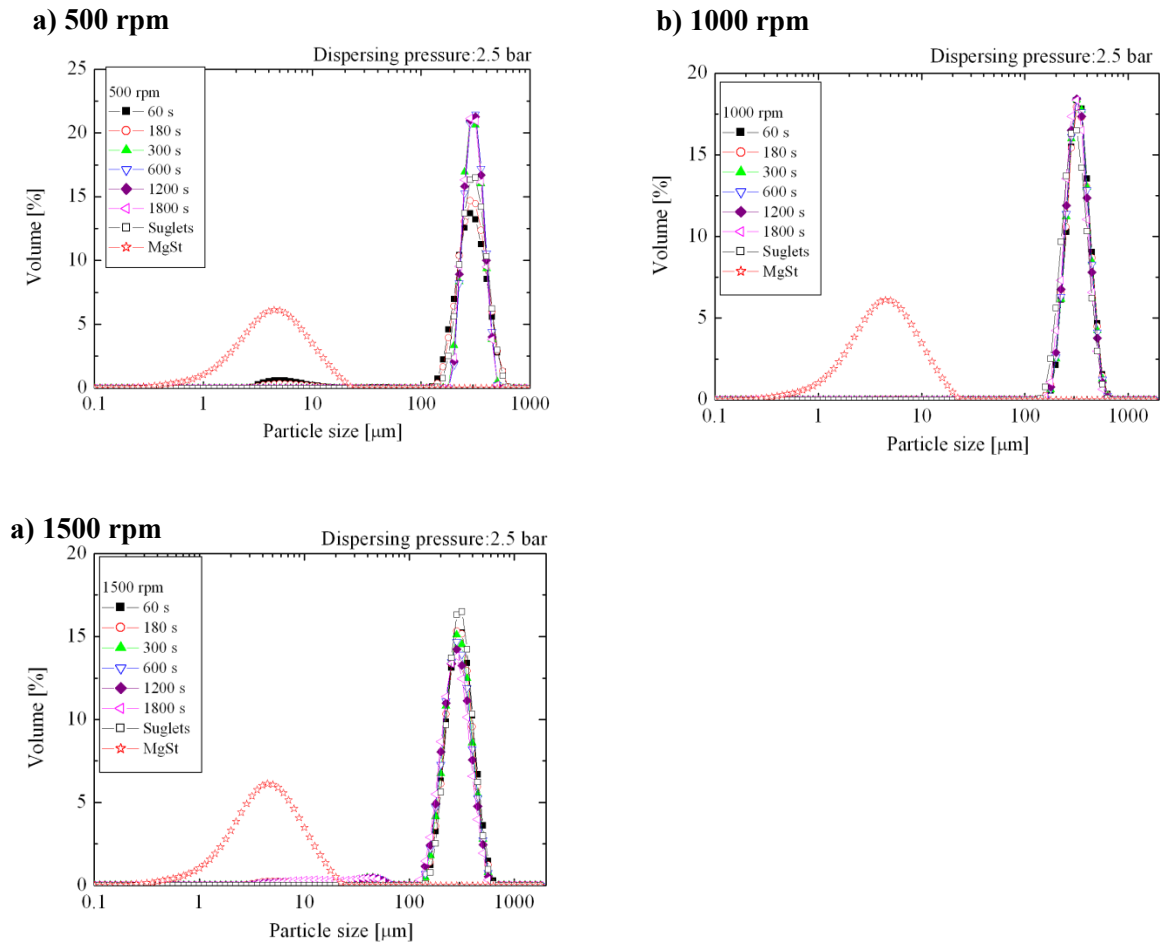 a) 500 rpm
Dispersing pressure:2.5 bar
25
20
15
10
5
0
Volume [%]
500 rpm
60 s
180 s
300 s
600 s
1200 s
1800 s
Suglets
MgSt
0.1 1 10 100 1000
Particle size [μm]
b) 1000 rpm
Dispersing pressure:2.5 bar
20
15
10
5
0
Volume [%]
1000 rpm
60 s
180 s
300 s
600 s
1200 s
1800 s
Suglets
MgSt
0.1 1 10 100 1000
Particle size [μm]
a) 1500 rpm
Dispersing pressure:2.5 bar
20
15
10
5
0
Volume [%]
1500 rpm
60 s
180 s
300 s
600 s
1200 s
1800 s
Suglets
MgSt
0.1 1 10 100 1000
Particle size [μm]